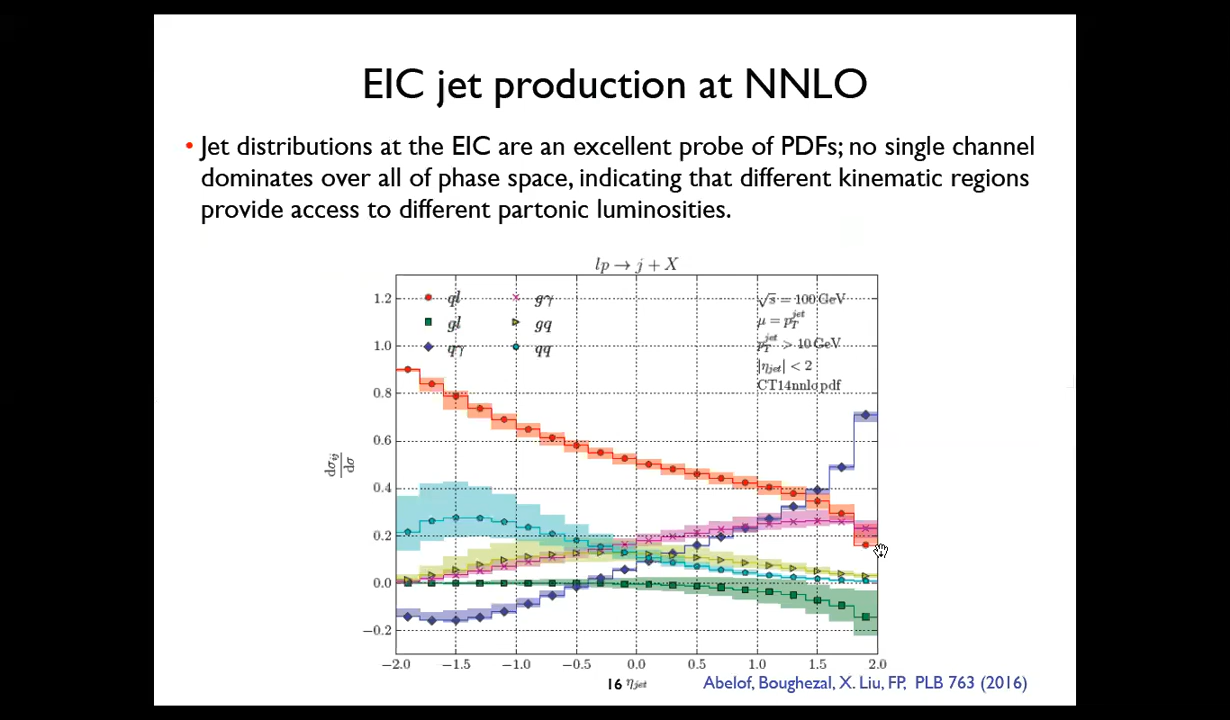 EIC jet production at NNLO
• Jet distributions at the EIC are an excellent probe of PDFs; no single channel
dominates over all of phase space, indicating that different kinematic regions
provide access to different partonic luminosities.
lp → j + X
ql
gl
qγ
gγ
gq
qq
√s = 100 GeV
μ = p_T^jet
p_T^jet > 10 GeV
|η_jet| < 2
CT14nnlo pdf
dσ_ij/dσ
1.2
1.0
0.8
0.6
0.4
0.2
0.0
−0.2
−2.0 −1.5 −1.0 −0.5 0.0 0.5 1.0 1.5 2.0
16 η_jet
Abelof, Boughezal, X. Liu, FP, PLB 763 (2016)